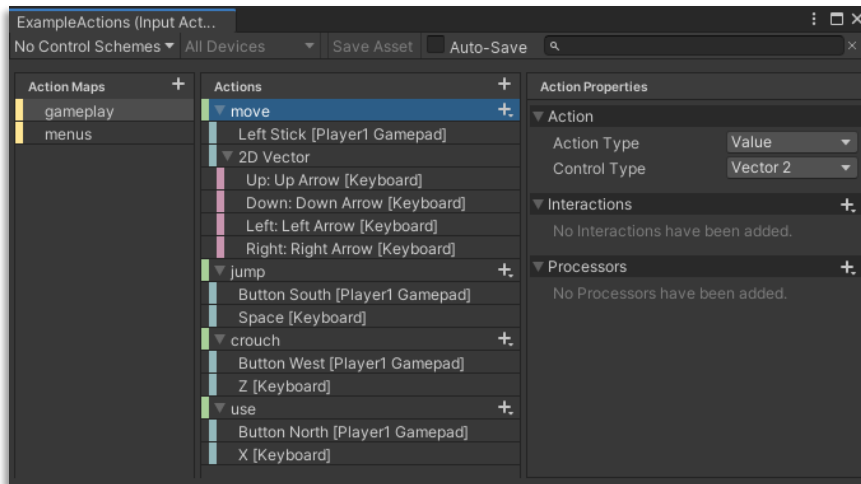 ExampleActions (Input Act...
No Control Schemes All Devices Save Asset Auto-Save
Action Maps
gameplay
menus
Actions
move
Left Stick [Player1 Gamepad]
2D Vector
Up: Up Arrow [Keyboard]
Down: Down Arrow [Keyboard]
Left: Left Arrow [Keyboard]
Right: Right Arrow [Keyboard]
jump
Button South [Player1 Gamepad]
Space [Keyboard]
crouch
Button West [Player1 Gamepad]
Z [Keyboard]
use
Button North [Player1 Gamepad]
X [Keyboard]
Action Properties
Action
Action Type Value
Control Type Vector 2
Interactions
No Interactions have been added.
Processors
No Processors have been added.